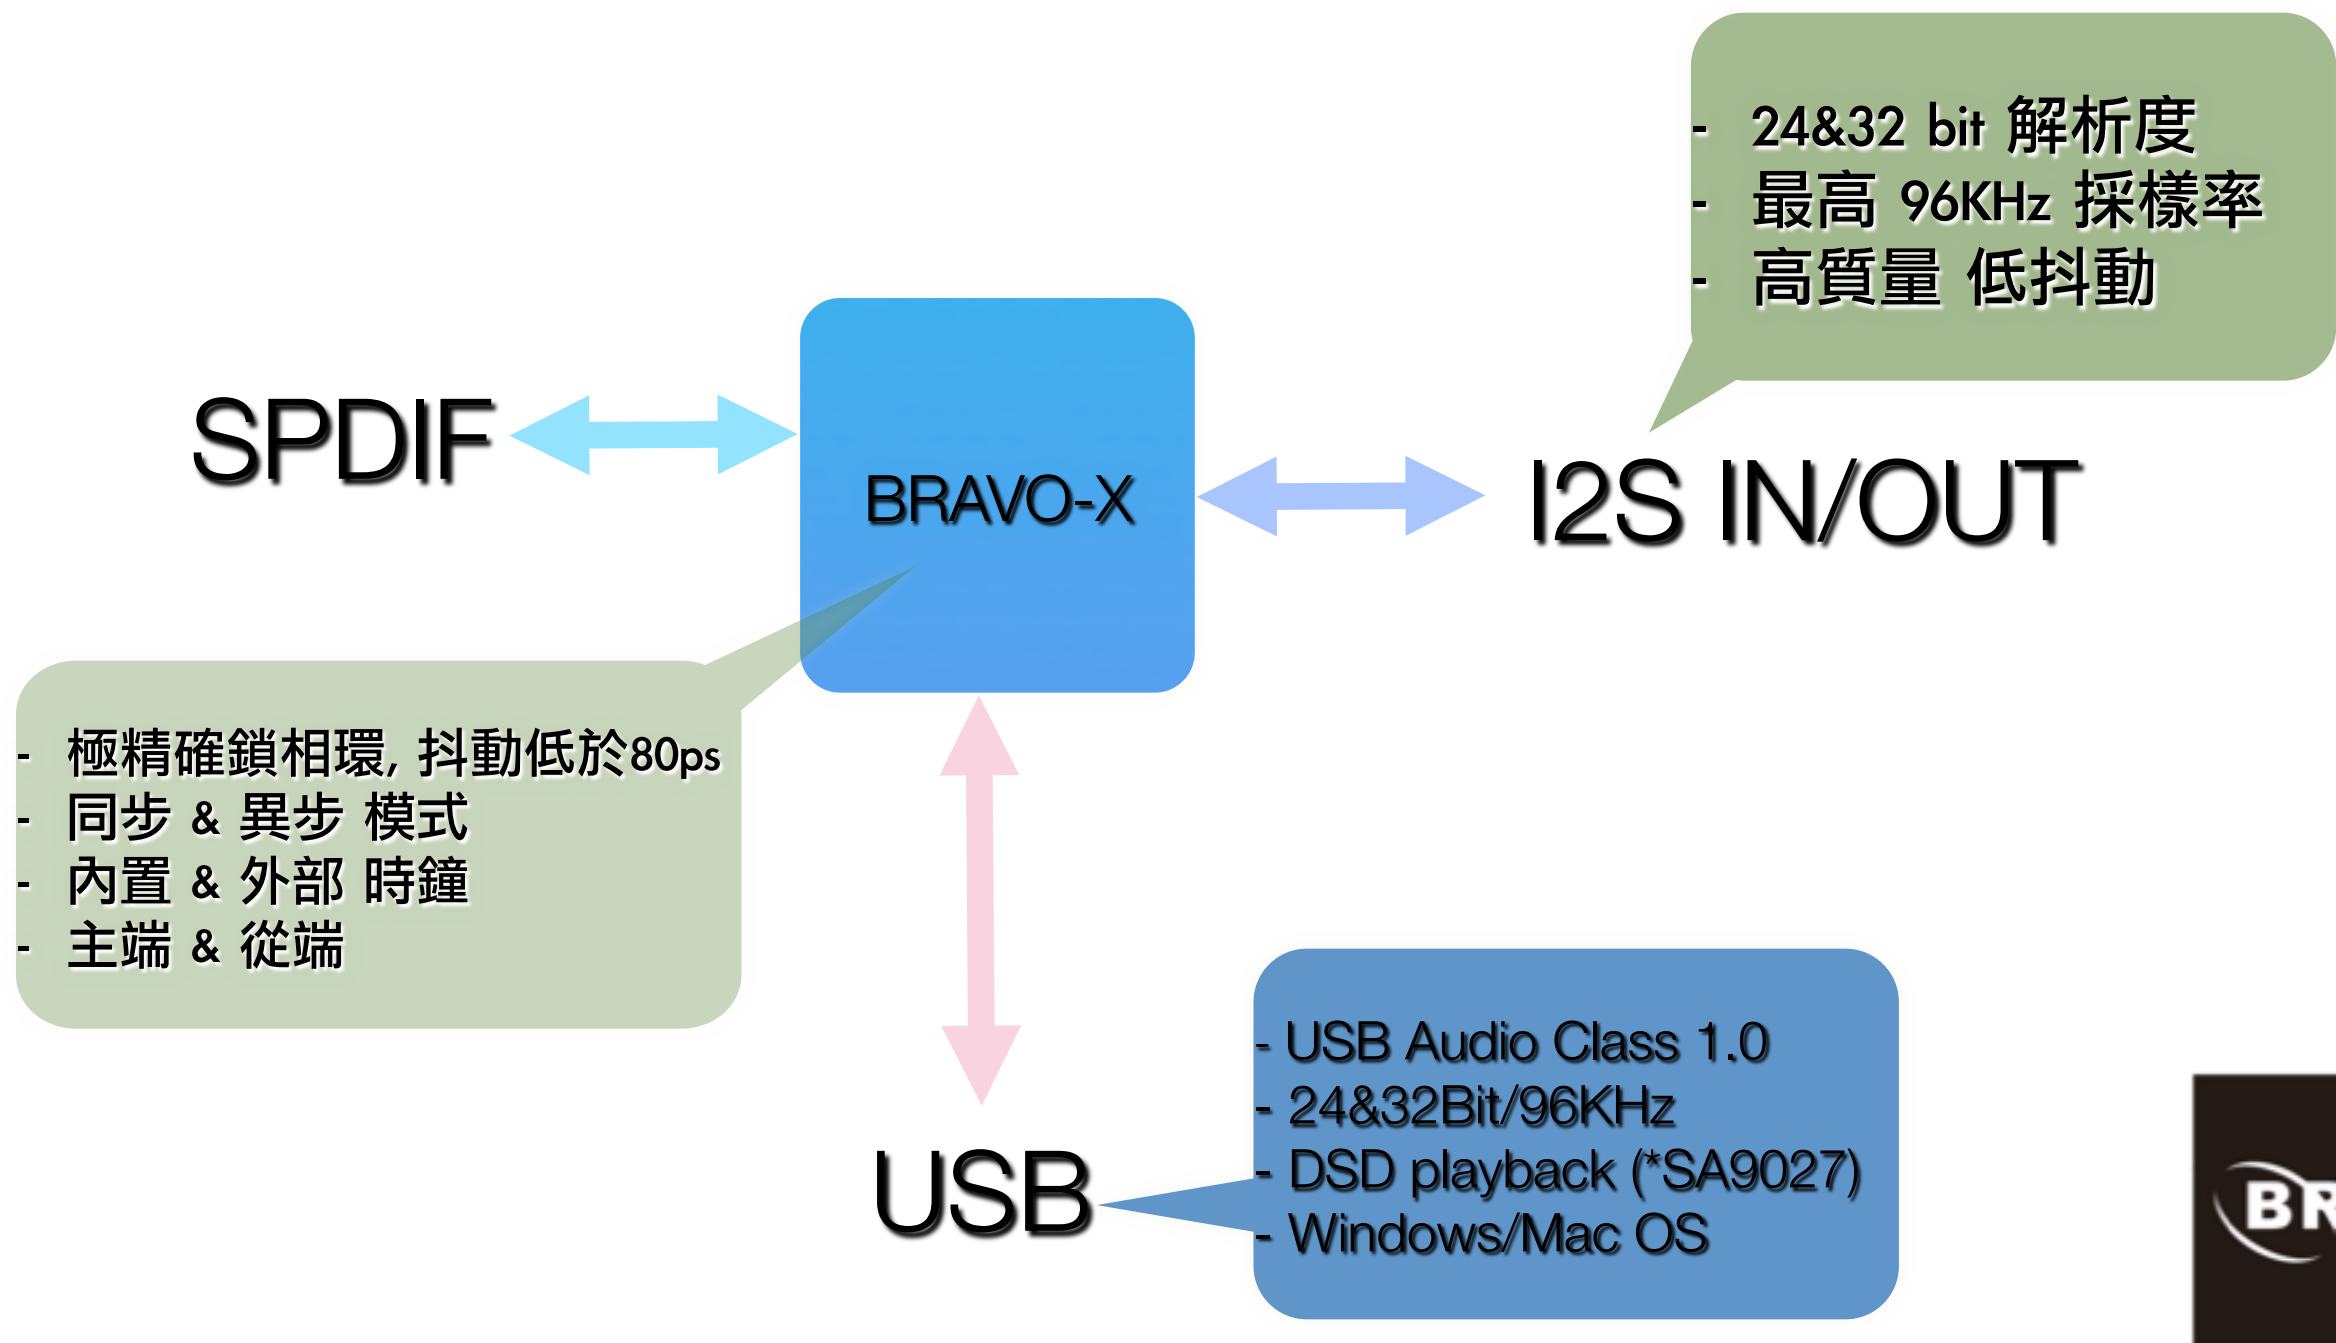 - 24&32 bit 解析度
- 最高 96KHz 採樣率
- 高質量 低抖動
SPDIF
BRAVO-X
I2S IN/OUT
- 極精確鎖相環, 抖動低於80ps
- 同步 & 異步 模式
- 內置 & 外部 時鐘
- 主端 & 從端
USB
- USB Audio Class 1.0
- 24&32Bit/96KHz
- DSD playback (*SA9027)
- Windows/Mac OS